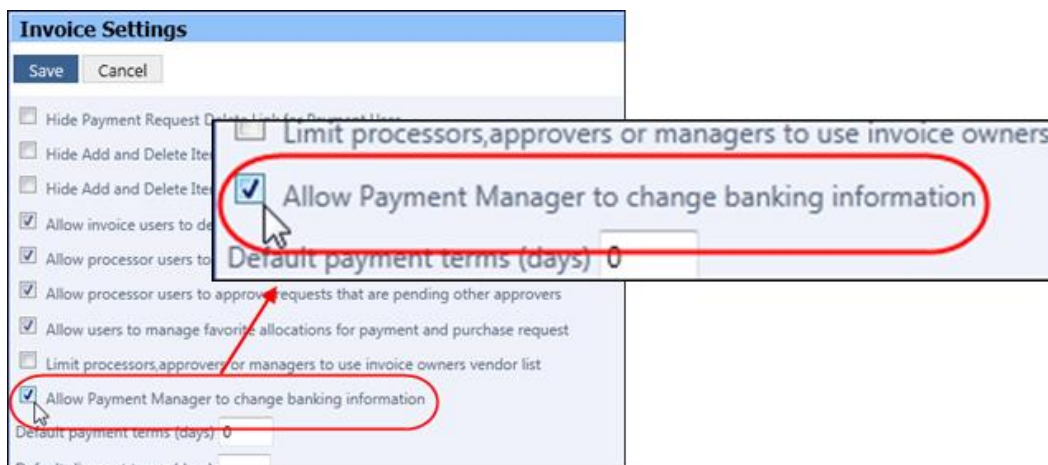 Invoice Settings
Save Cancel
Hide Payment Request Delete Link for Payment User
Hide Add and Delete
Hide Add and Delete
Allow invoice users to
Allow processor users to
Allow processor users to approve requests that are pending other approvers
Allow users to manage favorite allocations for payment and purchase request
Limit processors,approvers or managers to use invoice owners vendor list
Allow Payment Manager to change banking information
Default payment terms (days) 0
Limit processors,approvers or managers to use invoice owners
Allow Payment Manager to change banking information
Default payment terms (days) 0